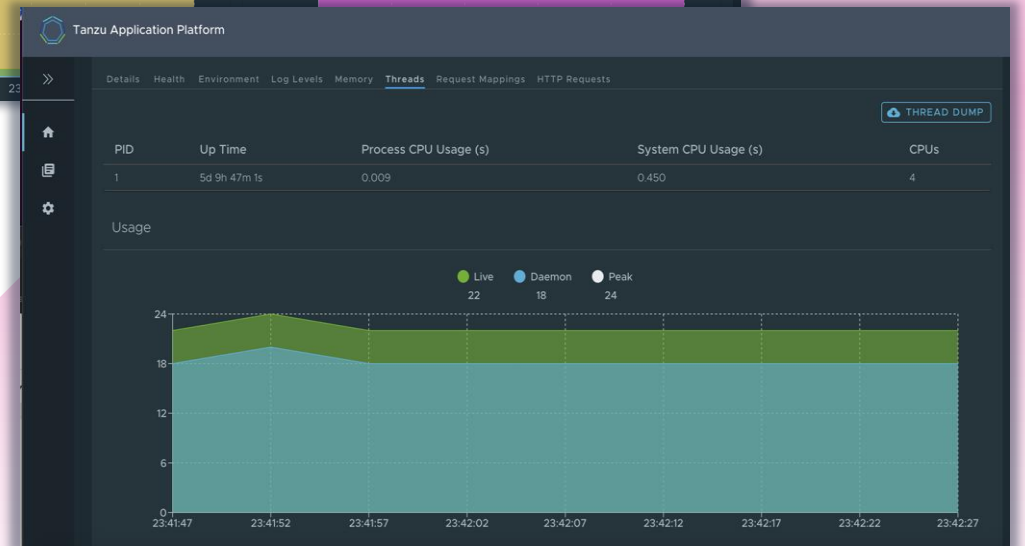 Tanzu Application Platform
23
Details Health Environment Log Levels Memory Threads Request Mappings HTTP Requests
THREAD DUMP
PID Up Time Process CPU Usage (s) System CPU Usage (s) CPUs
1 5d 9h 47m 1s 0.009 0.450 4
Usage
Live Daemon Peak
22 18 24
24
18
12
6
0
23:41:47 23:41:52 23:41:57 23:42:02 23:42:07 23:42:12 23:42:17 23:42:22 23:42:27